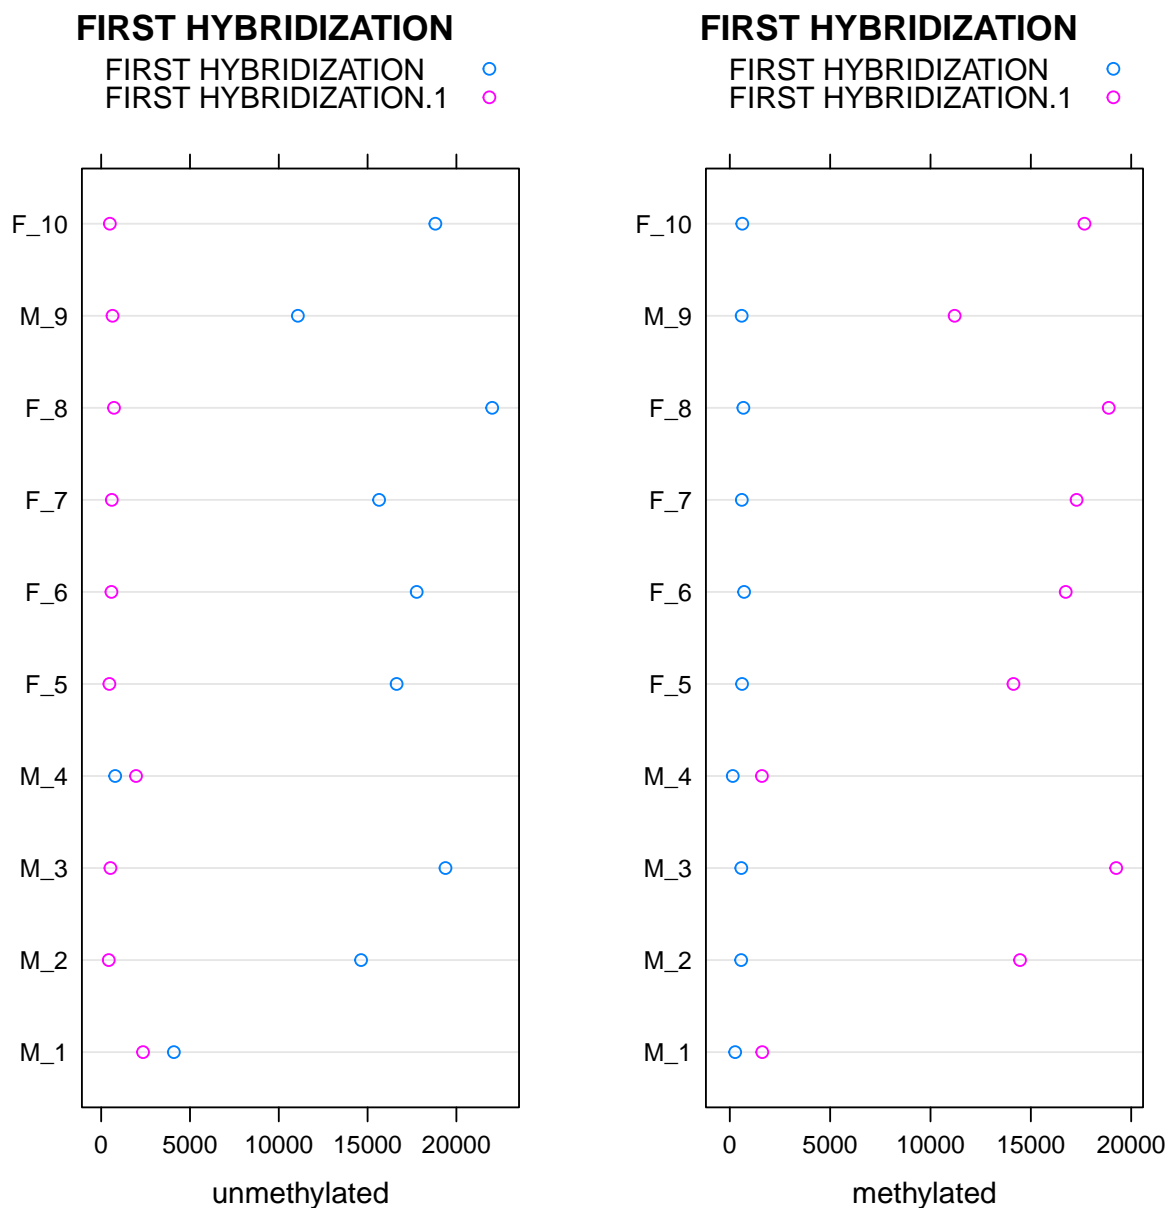 FIRST HYBRIDIZATION
FIRST HYBRIDIZATION
FIRST HYBRIDIZATION.1
F_10
M_9
F_8
F_7
F_6
F_5
M_4
M_3
M_2
M_1
0 5000 10000 15000 20000
unmethylated
FIRST HYBRIDIZATION
FIRST HYBRIDIZATION
FIRST HYBRIDIZATION.1
F_10
M_9
F_8
F_7
F_6
F_5
M_4
M_3
M_2
M_1
0 5000 10000 15000 20000
methylated